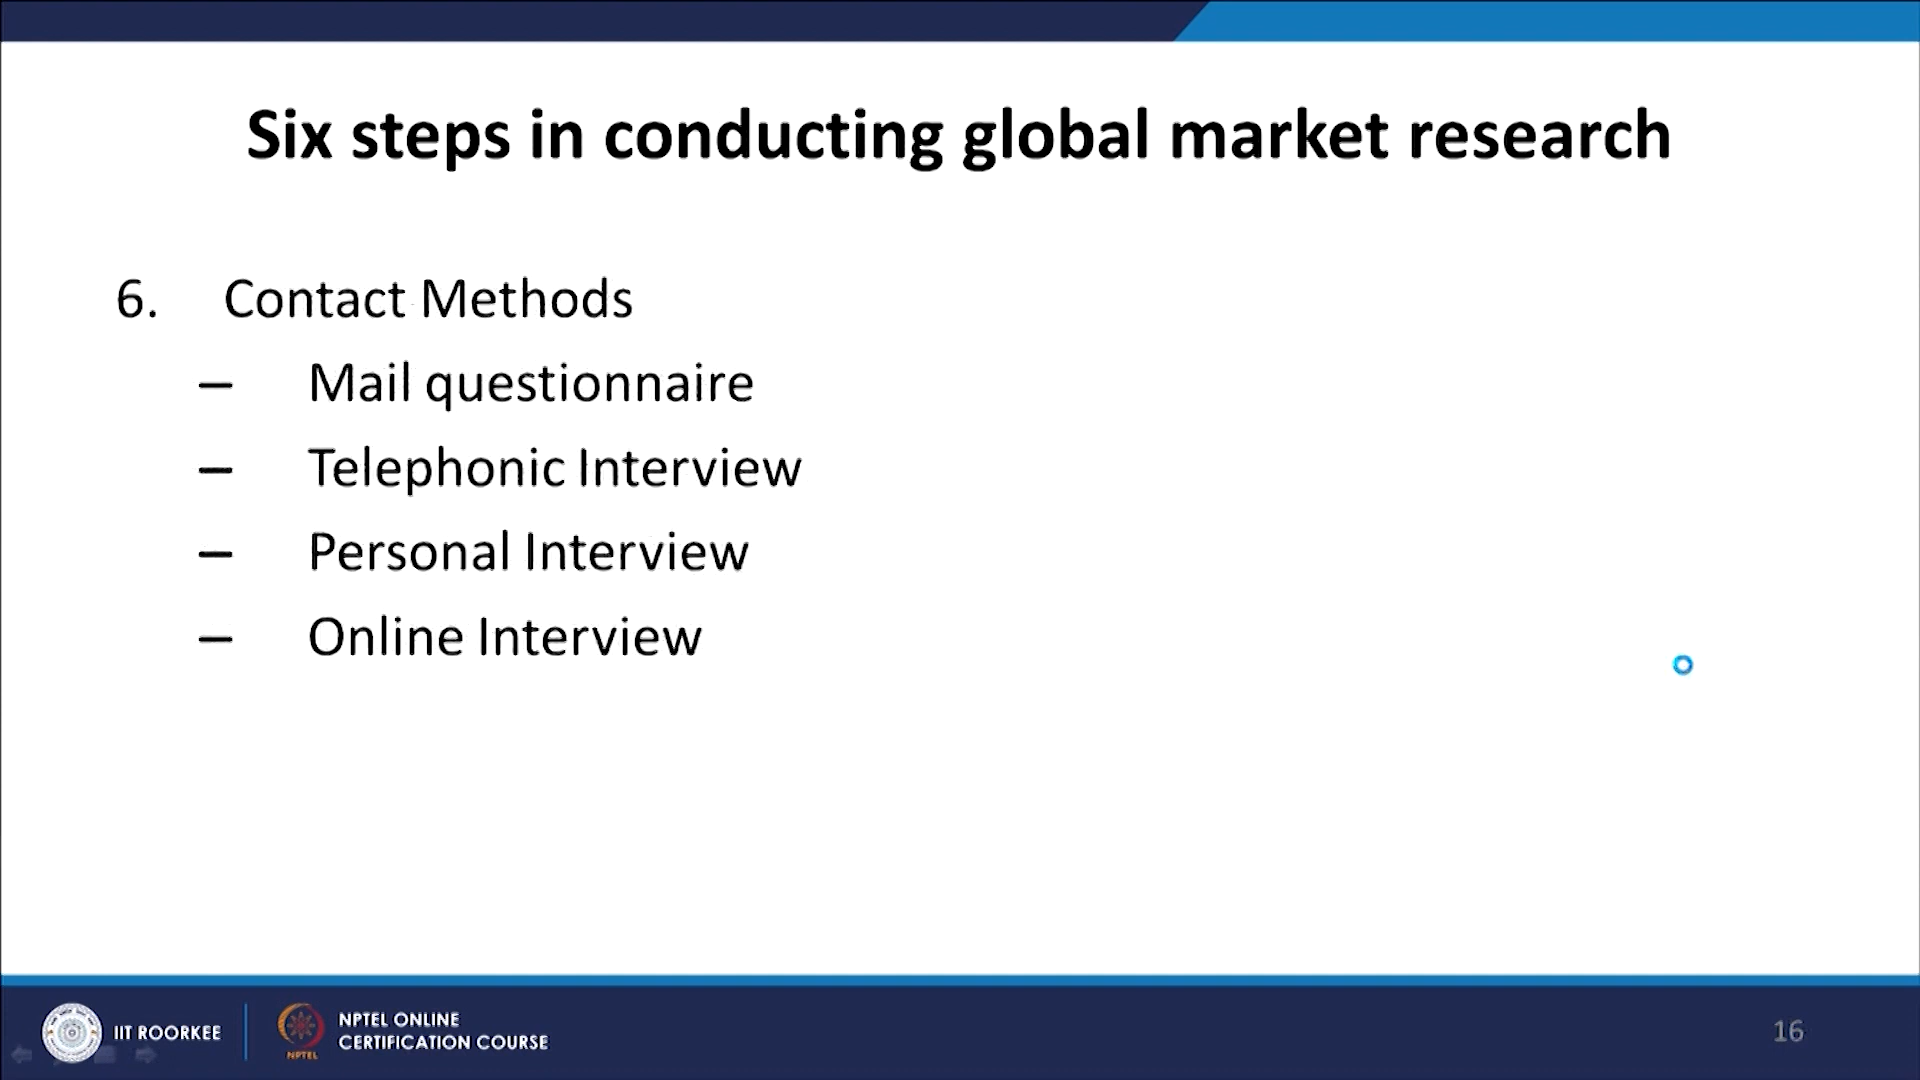 Six steps in conducting global market research
6. Contact Methods
– Mail questionnaire
– Telephonic Interview
– Personal Interview
– Online Interview
IIT ROORKEE
NPTEL
NPTEL ONLINE
CERTIFICATION COURSE
16